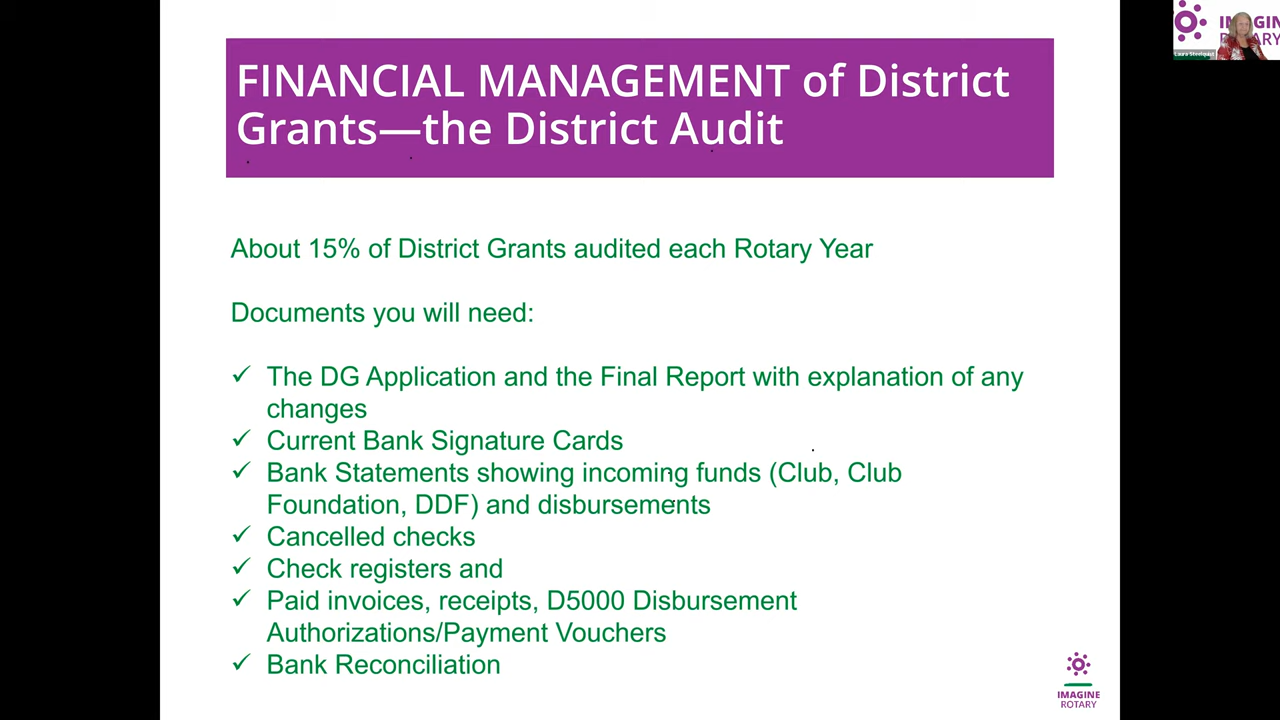 FINANCIAL MANAGEMENT of District
Grants—the District Audit
About 15% of District Grants audited each Rotary Year
Documents you will need:
✓ The DG Application and the Final Report with explanation of any
changes
✓ Current Bank Signature Cards
✓ Bank Statements showing incoming funds (Club, Club
Foundation, DDF) and disbursements
✓ Cancelled checks
✓ Check registers and
✓ Paid invoices, receipts, D5000 Disbursement
Authorizations/Payment Vouchers
✓ Bank Reconciliation
IMAGINE
ROTARY
ROTARY